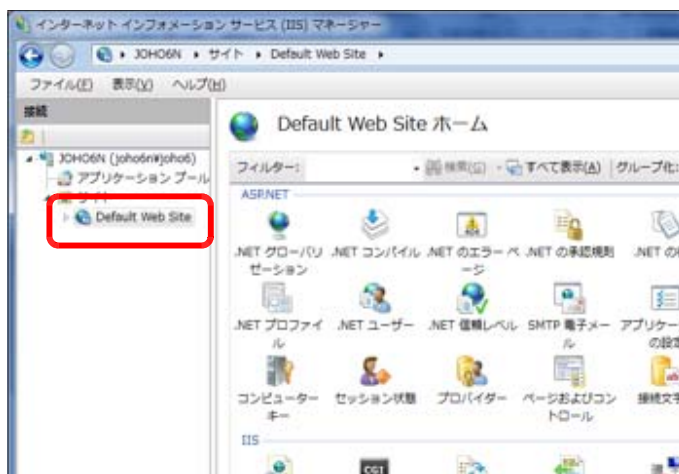 インターネット インフォメーション サービス (IIS) マネージャー
JOHO6N ▸ サイト ▸ Default Web Site ▸
ファイル(F) 表示(V) ヘルプ(H)
接続
JOHO6N (joho6n¥joho6)
アプリケーション プール
サイト
Default Web Site
Default Web Site ホーム
フィルター: 検索(G) すべて表示(A) グループ化:
ASP.NET
.NET グローバリ
ゼーション
.NET コンパイル
.NET のエラー ペ
ージ
.NET の承認規則
.NET の
.NET プロファイ
ル
.NET ユーザー
.NET 信頼レベル
SMTP 電子メー
ル
アプリケー
の設定
コンピューター
キー
セッション状態
プロバイダー
ページおよびコン
トロール
接続文字
IIS
CGI